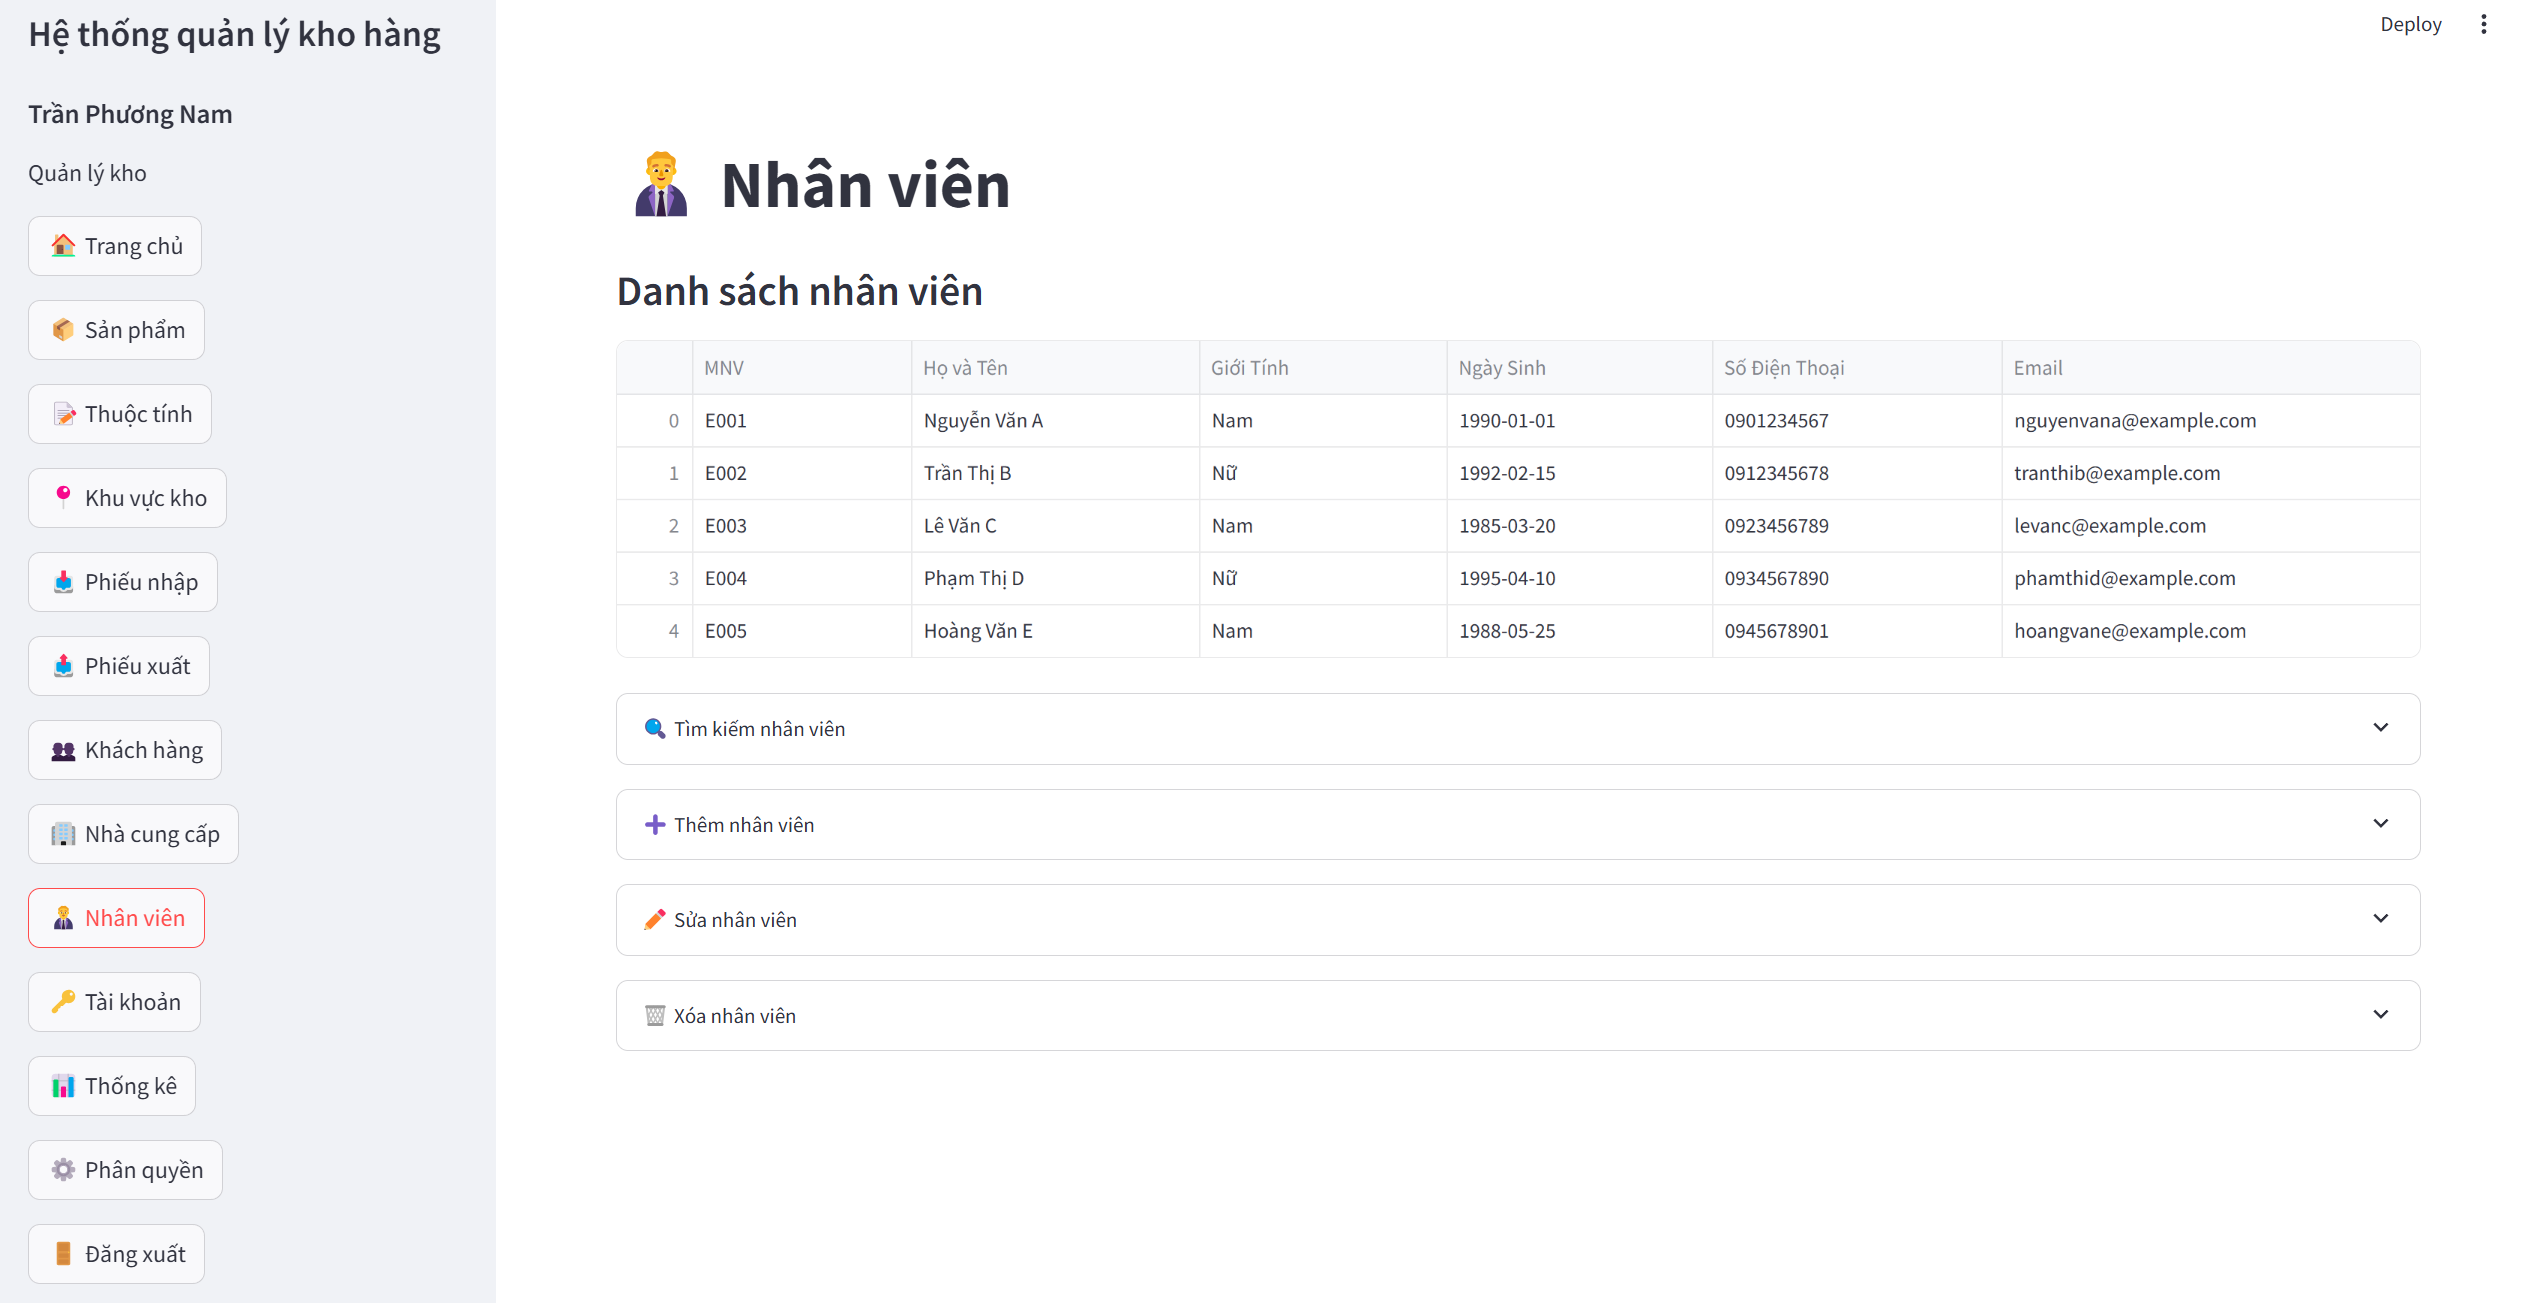 Hệ thống quản lý kho hàng
Trần Phương Nam
Quản lý kho
Trang chủ
Sản phẩm
Thuộc tính
Khu vực kho
Phiếu nhập
Phiếu xuất
Khách hàng
Nhà cung cấp
Nhân viên
Tài khoản
Thống kê
Phân quyền
Đăng xuất
Deploy
Nhân viên
Danh sách nhân viên
MNV Họ và Tên Giới Tính Ngày Sinh Số Điện Thoại Email
0 E001 Nguyễn Văn A Nam 1990-01-01 0901234567 nguyenvana@example.com
1 E002 Trần Thị B Nữ 1992-02-15 0912345678 tranthib@example.com
2 E003 Lê Văn C Nam 1985-03-20 0923456789 levanc@example.com
3 E004 Phạm Thị D Nữ 1995-04-10 0934567890 phamthid@example.com
4 E005 Hoàng Văn E Nam 1988-05-25 0945678901 hoangvane@example.com
Tìm kiếm nhân viên
Thêm nhân viên
Sửa nhân viên
Xóa nhân viên